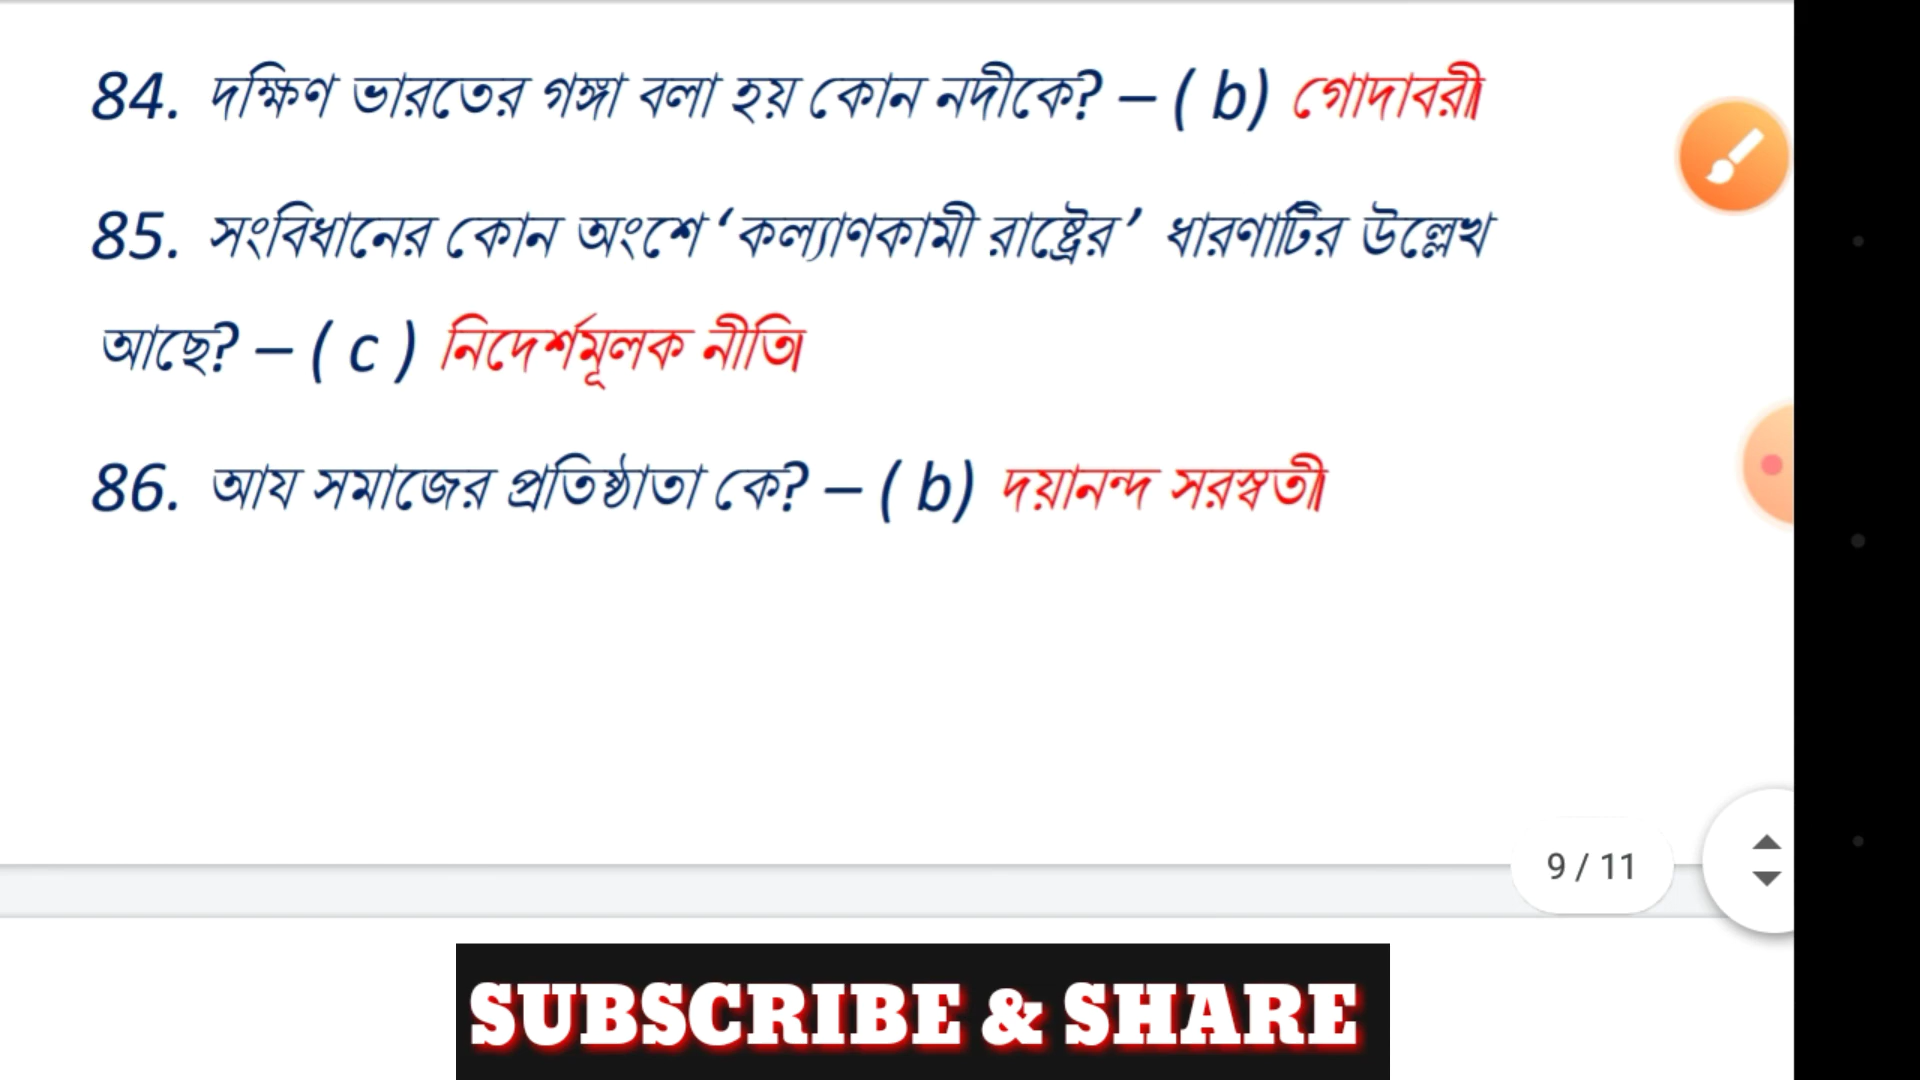 84. দক্ষিণ ভারতের গঙ্গা বলা হয় কোন নদীকে? – ( b) গোদাবরী।
85. সংবিধানের কোন অংশে ‘কল্যাণকামী রাষ্ট্রের’ ধারণাটির উল্লেখ
আছে? – ( c ) নিদের্শমূলক নীতি।
86. আয সমাজের প্রতিষ্ঠাতা কে? – ( b) দয়ানন্দ সরস্বতী।
9 / 11
SUBSCRIBE & SHARE